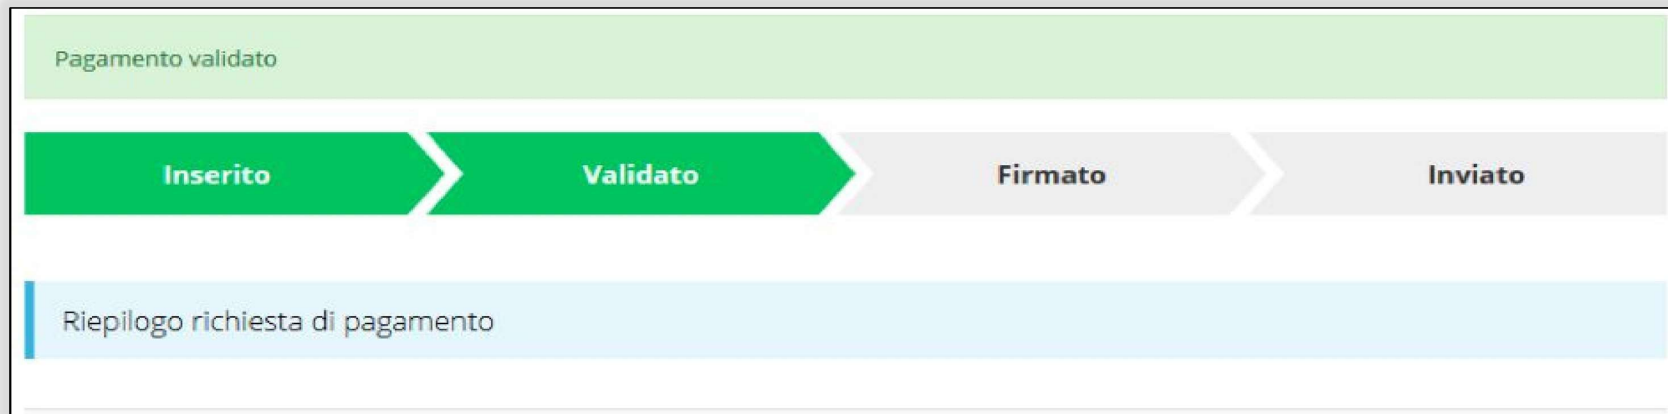 Pagamento validato
Inserito Validato Firmato Inviato
Riepilogo richiesta di pagamento